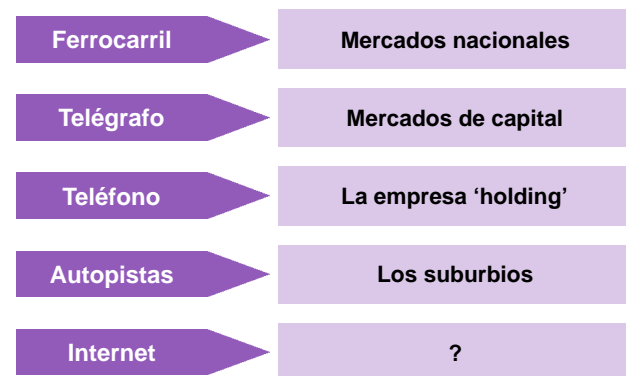 Ferrocarril
Mercados nacionales
Telégrafo
Mercados de capital
Teléfono
La empresa ‘holding’
Autopistas
Los suburbios
Internet
?